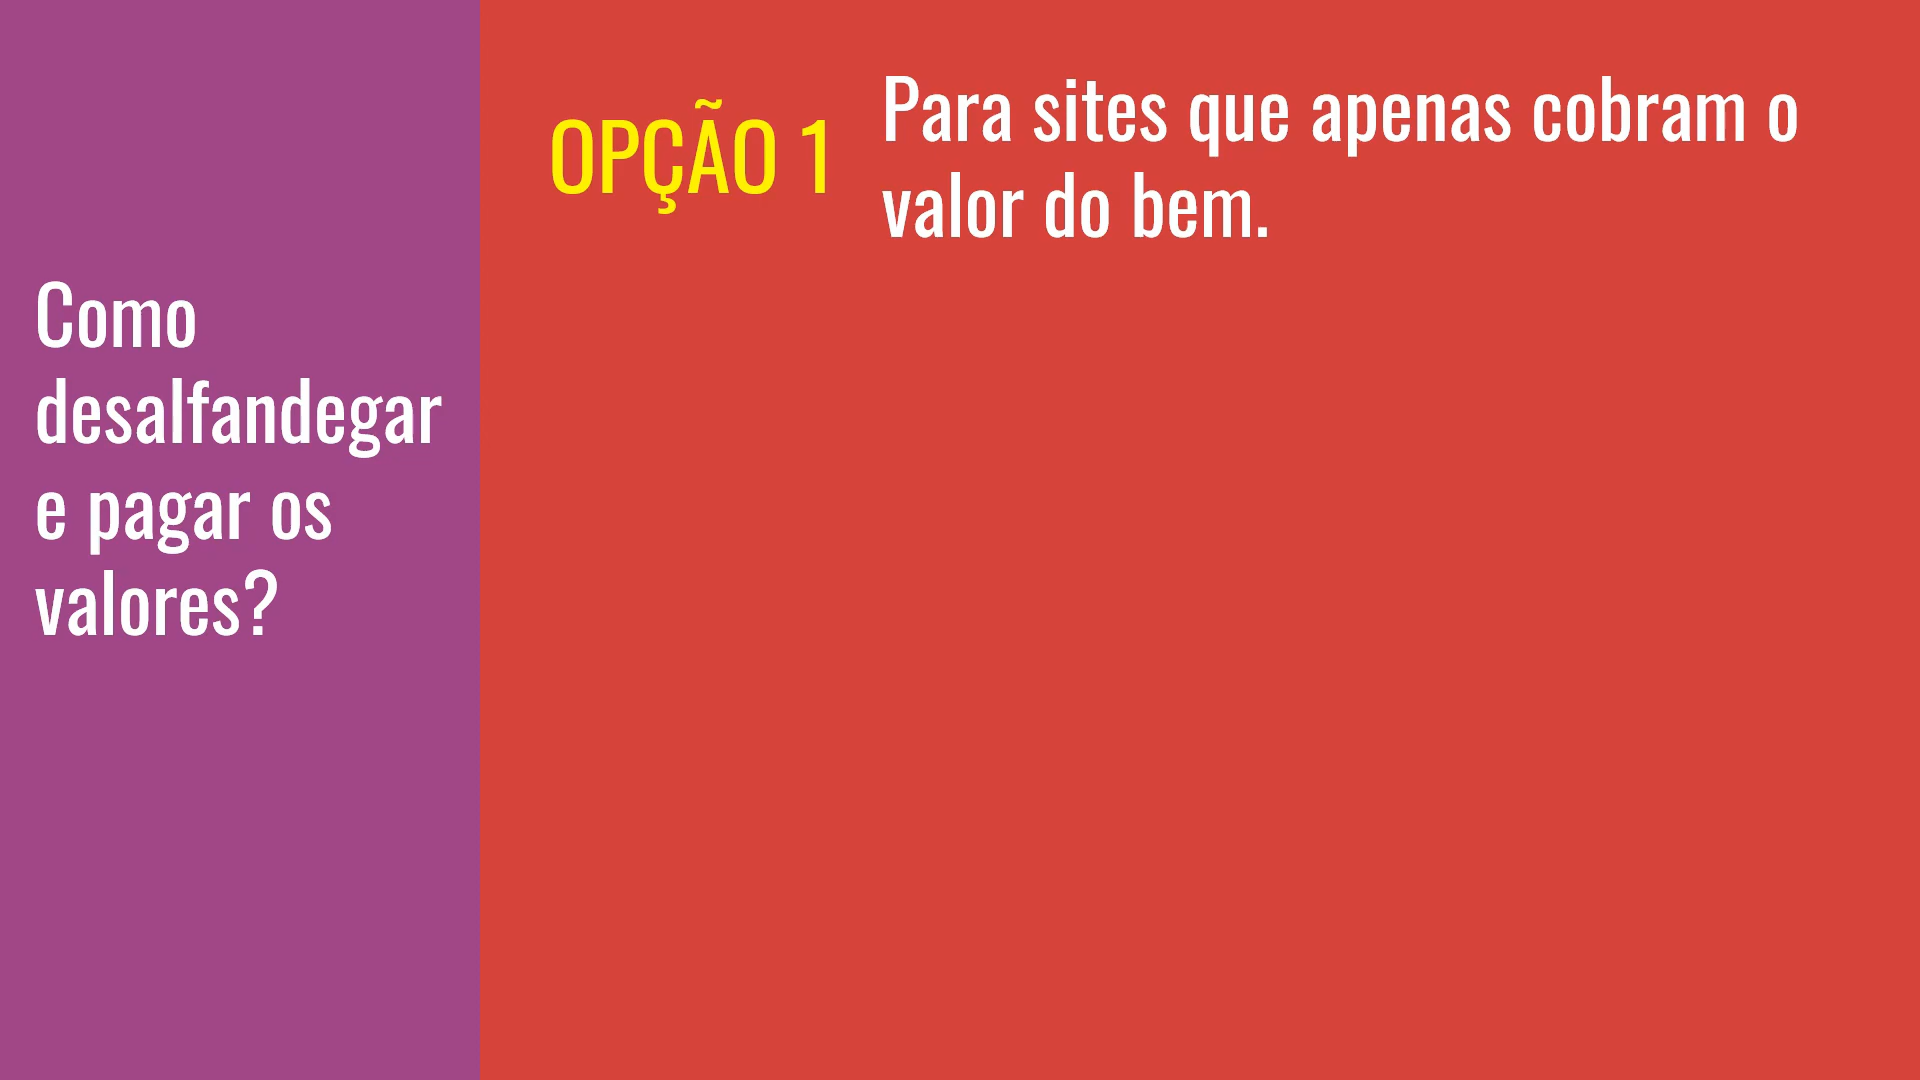 Como
desalfandegar
e pagar os
valores?
OPÇÃO 1
Para sites que apenas cobram o
valor do bem.